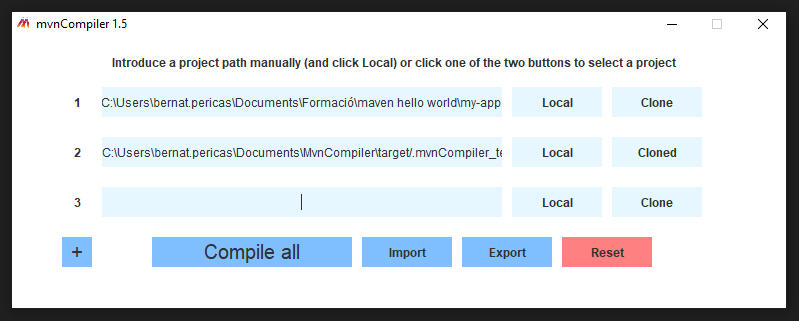 mvnCompiler 1.5
Introduce a project path manually (and click Local) or click one of the two buttons to select a project
1 C:\Users\bernat.pericas\Documents\Formació\maven hello world\my-app Local Clone
2 C:\Users\bernat.pericas\Documents\MvnCompiler\target/.mvnCompiler_te Local Cloned
3 Local Clone
+ Compile all Import Export Reset